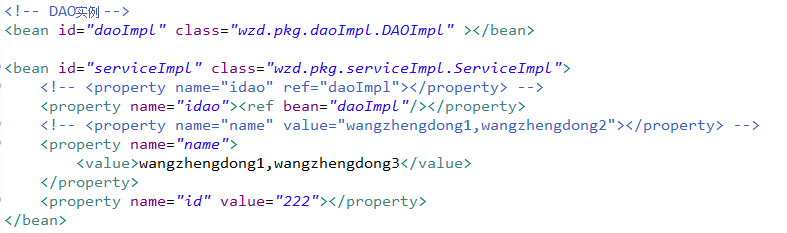 <!-- DAO实例 -->
<bean id="daoImpl" class="wzd.pkg.daoImpl.DAOImpl" ></bean>
<bean id="serviceImpl" class="wzd.pkg.serviceImpl.ServiceImpl">
<!-- <property name="idao" ref="daoImpl"></property> -->
<property name="idao"><ref bean="daoImpl"/></property>
<!-- <property name="name" value="wangzhengdong1,wangzhengdong2"></property> -->
<property name="name">
<value>wangzhengdong1,wangzhengdong3</value>
</property>
<property name="id" value="222"></property>
</bean>